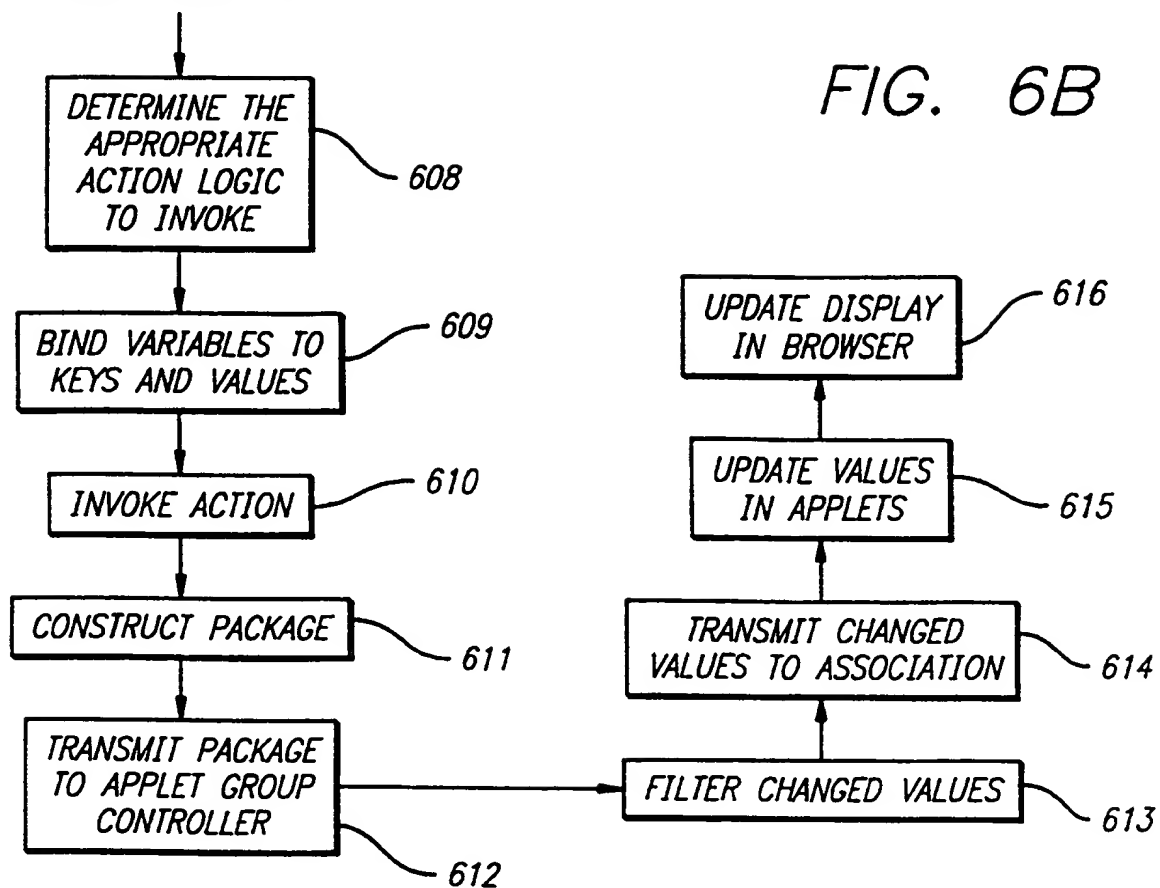 FIG. 6B
DETERMINE THE
APPROPRIATE
ACTION LOGIC
TO INVOKE
608
BIND VARIABLES TO
KEYS AND VALUES
609
INVOKE ACTION
610
CONSTRUCT PACKAGE
611
TRANSMIT PACKAGE
TO APPLET GROUP
CONTROLLER
612
FILTER CHANGED VALUES
613
TRANSMIT CHANGED
VALUES TO ASSOCIATION
614
UPDATE VALUES
IN APPLETS
615
UPDATE DISPLAY
IN BROWSER
616